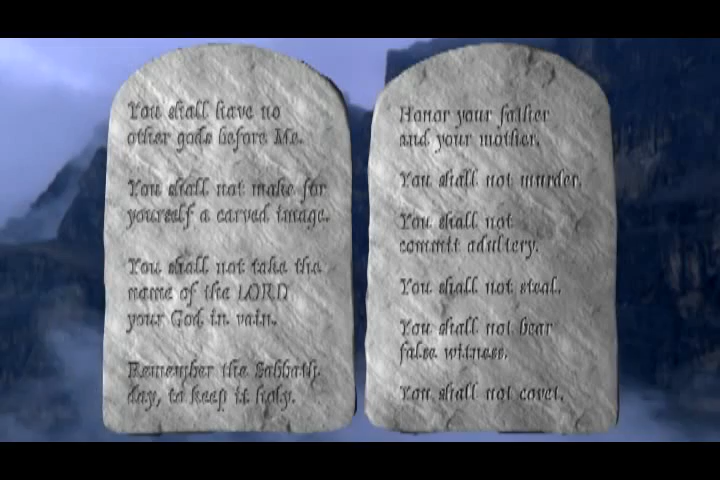 You shall have no
other gods before Me.
You shall not make for
yourself a carved image.
You shall not take the
name of the LORD
your God in vain.
Remember the Sabbath
day, to keep it holy.
Honor your father
and your mother.
You shall not murder.
You shall not
commit adultery.
You shall not steal.
You shall not bear
false witness.
You shall not covet.